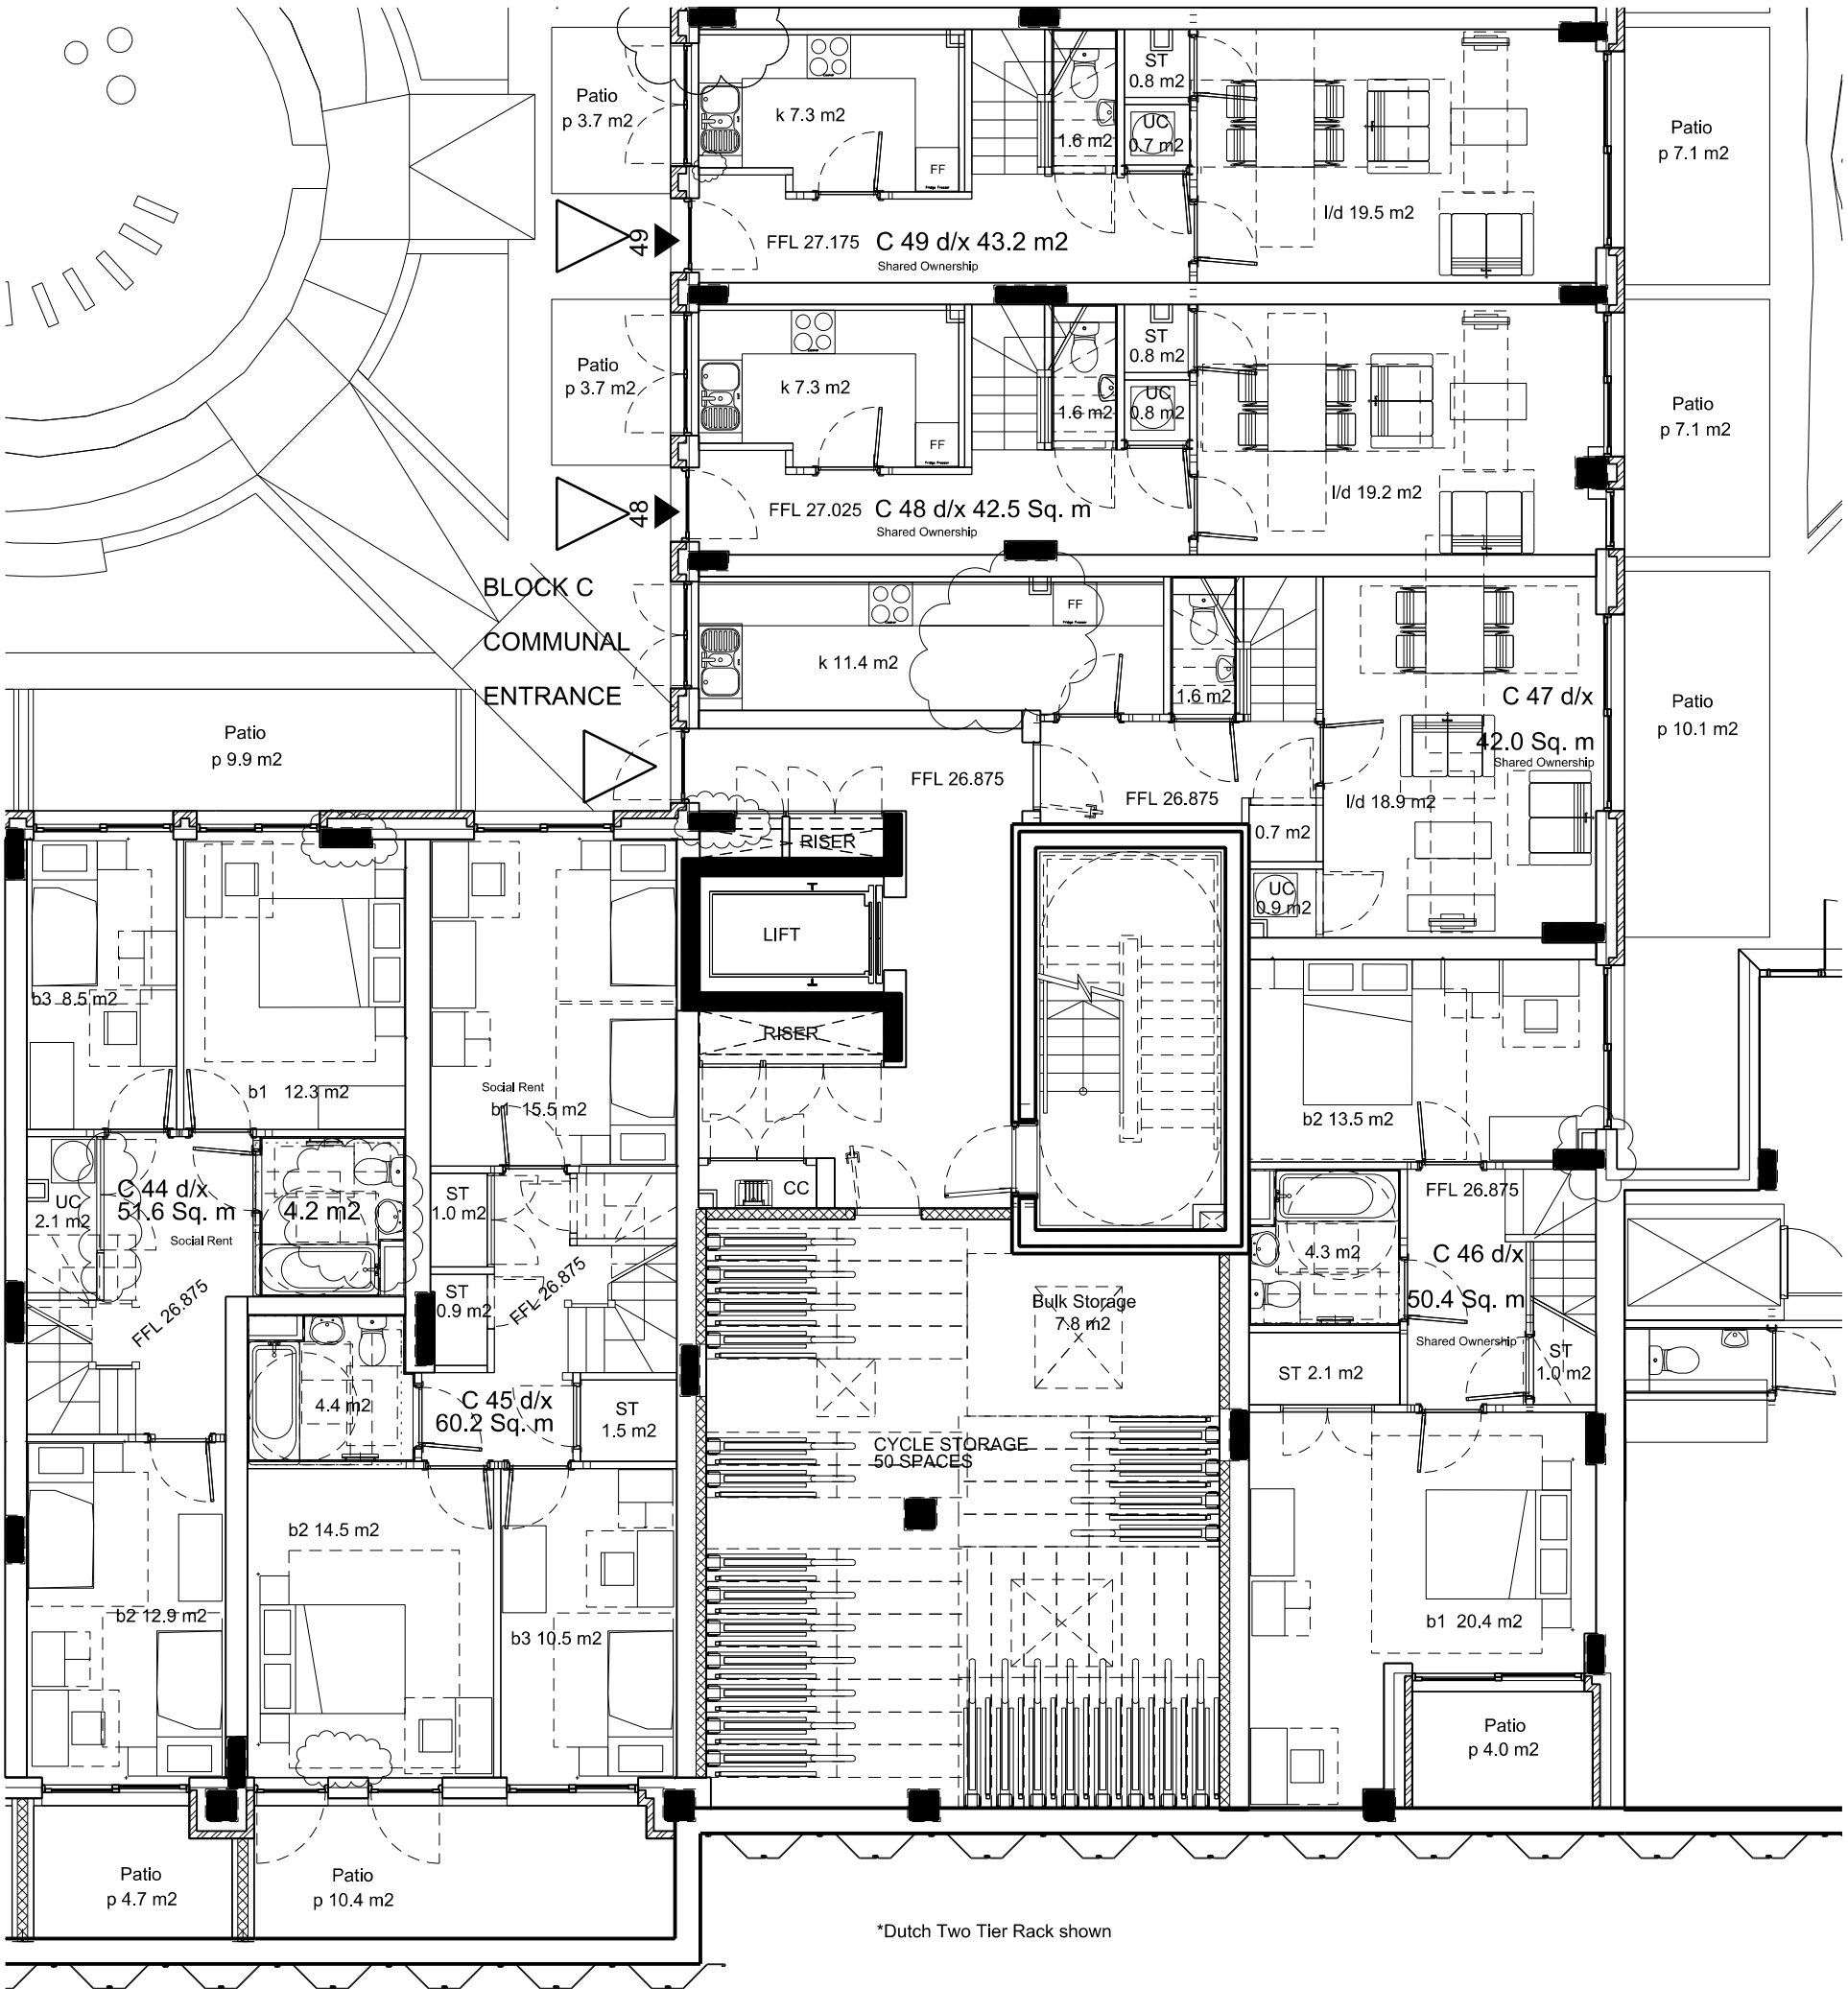 Patio
p 3.7 m2
k 7.3 m2
FF
Fridge Freezer
1.6 m2
ST
0.8 m2
UC
0.7 m2
l/d 19.5 m2
Patio
p 7.1 m2
49
FFL 27.175
C 49 d/x 43.2 m2
Shared Ownership
Patio
p 3.7 m2
k 7.3 m2
FF
Fridge Freezer
1.6 m2
ST
0.8 m2
UC
0.8 m2
l/d 19.2 m2
Patio
p 7.1 m2
48
FFL 27.025
C 48 d/x 42.5 Sq. m
Shared Ownership
BLOCK C
COMMUNAL
ENTRANCE
k 11.4 m2
FF
Fridge Freezer
1.6 m2
C 47 d/x
42.0 Sq. m
Shared Ownership
l/d 18.9 m2
Patio
p 10.1 m2
Patio
p 9.9 m2
FFL 26.875
FFL 26.875
0.7 m2
UC
0.9 m2
RISER
LIFT
RISER
b3 8.5 m2
b1 12.3 m2
Social Rent
b1 15.5 m2
b2 13.5 m2
UC
2.1 m2
C 44 d/x
51.6 Sq. m
Social Rent
4.2 m2
ST
1.0 m2
CC
FFL 26.875
4.3 m2
C 46 d/x
50.4 Sq. m
Shared Ownership
FFL 26.875
ST
0.9 m2
FFL 26.875
Bulk Storage
7.8 m2
ST 2.1 m2
ST
1.0 m2
4.4 m2
C 45 d/x
60.2 Sq. m
ST
1.5 m2
CYCLE STORAGE
50 SPACES
b2 14.5 m2
b2 12.9 m2
b3 10.5 m2
b1 20.4 m2
Patio
p 4.0 m2
Patio
p 4.7 m2
Patio
p 10.4 m2
*Dutch Two Tier Rack shown